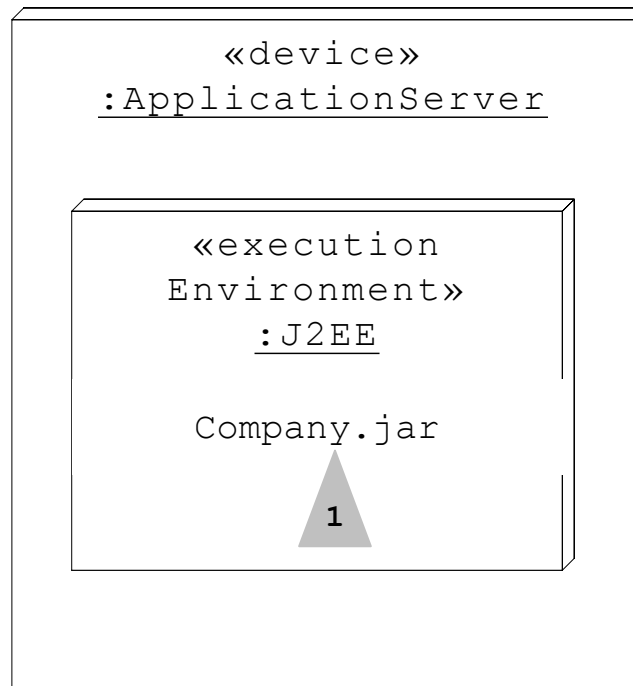 «device»
:ApplicationServer
«execution
Environment»
:J2EE
Company.jar
1